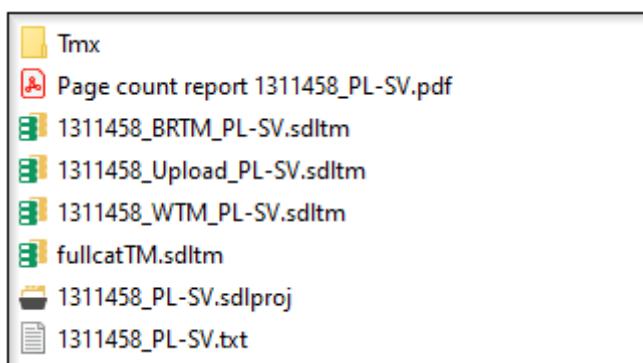 Tmx
Page count report 1311458_PL-SV.pdf
1311458_BRTM_PL-SV.sdltm
1311458_Upload_PL-SV.sdltm
1311458_WTM_PL-SV.sdltm
fullcatTM.sdltm
1311458_PL-SV.sdlproj
1311458_PL-SV.txt